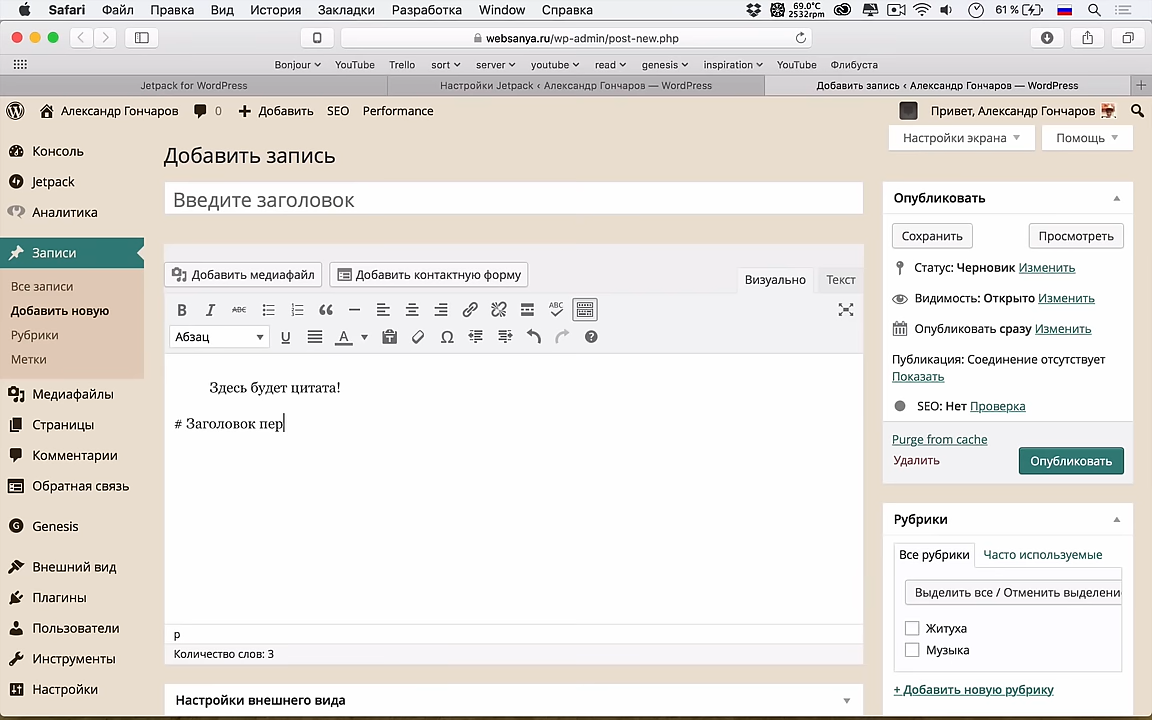 Safari Файл Правка Вид История Закладки Разработка Window Справка 69.0°C 2532rpm 61 %
websanya.ru/wp-admin/post-new.php
Bonjour YouTube Trello sort server youtube read genesis inspiration YouTube Флибуста
Jetpack for WordPress Настройки Jetpack ‹ Александр Гончаров — WordPress Добавить запись ‹ Александр Гончаров — WordPress
Александр Гончаров 0 Добавить SEO Performance Привет, Александр Гончаров
Настройки экрана Помощь
Консоль
Jetpack
Аналитика
Записи
Все записи
Добавить новую
Рубрики
Метки
Медиафайлы
Страницы
Комментарии
Обратная связь
Genesis
Внешний вид
Плагины
Пользователи
Инструменты
Настройки
Добавить запись
Введите заголовок
Добавить медиафайл Добавить контактную форму
Визуально Текст
B I ABC ABC
Абзац U A
Здесь будет цитата!
# Заголовок пер
p
Количество слов: 3
Настройки внешнего вида
Опубликовать
Сохранить Просмотреть
Статус: Черновик Изменить
Видимость: Открыто Изменить
Опубликовать сразу Изменить
Публикация: Соединение отсутствует
Показать
SEO: Нет Проверка
Purge from cache
Удалить Опубликовать
Рубрики
Все рубрики Часто используемые
Выделить все / Отменить выделени
Житуха
Музыка
+ Добавить новую рубрику